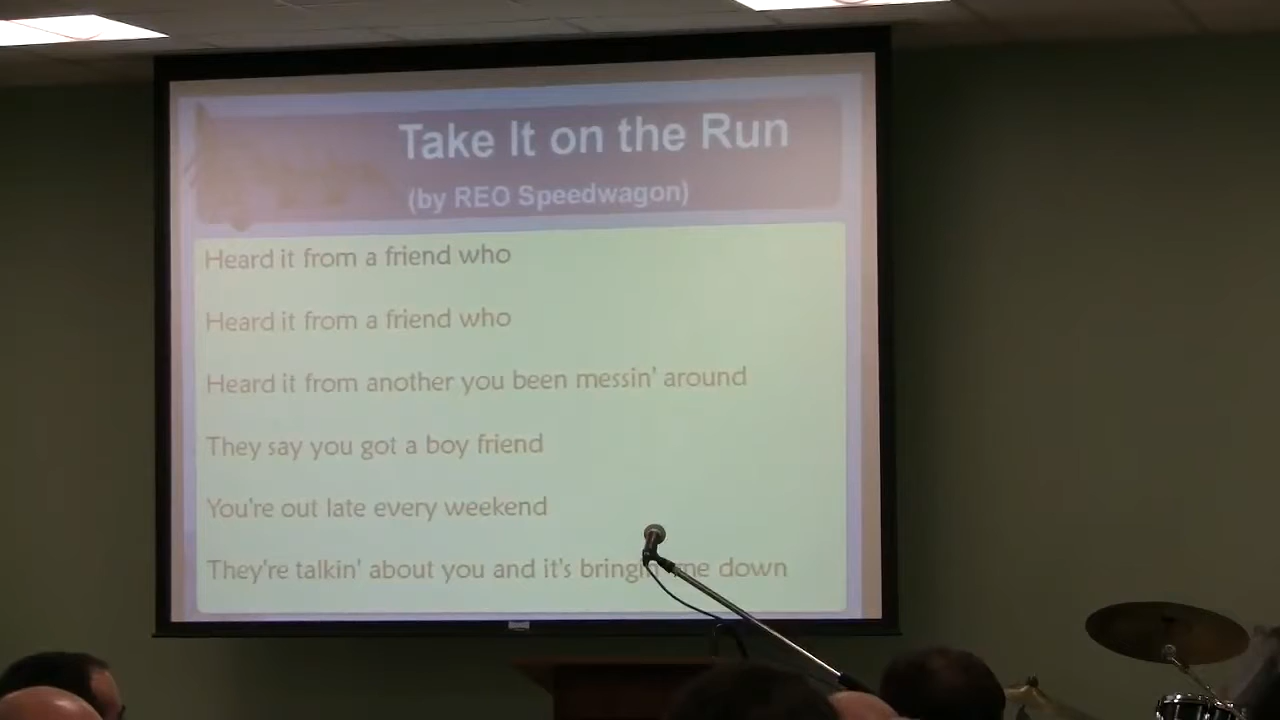 Take It on the Run
(by REO Speedwagon)
Heard it from a friend who
Heard it from a friend who
Heard it from another you been messin' around
They say you got a boy friend
You're out late every weekend
They're talkin' about you and it's me down